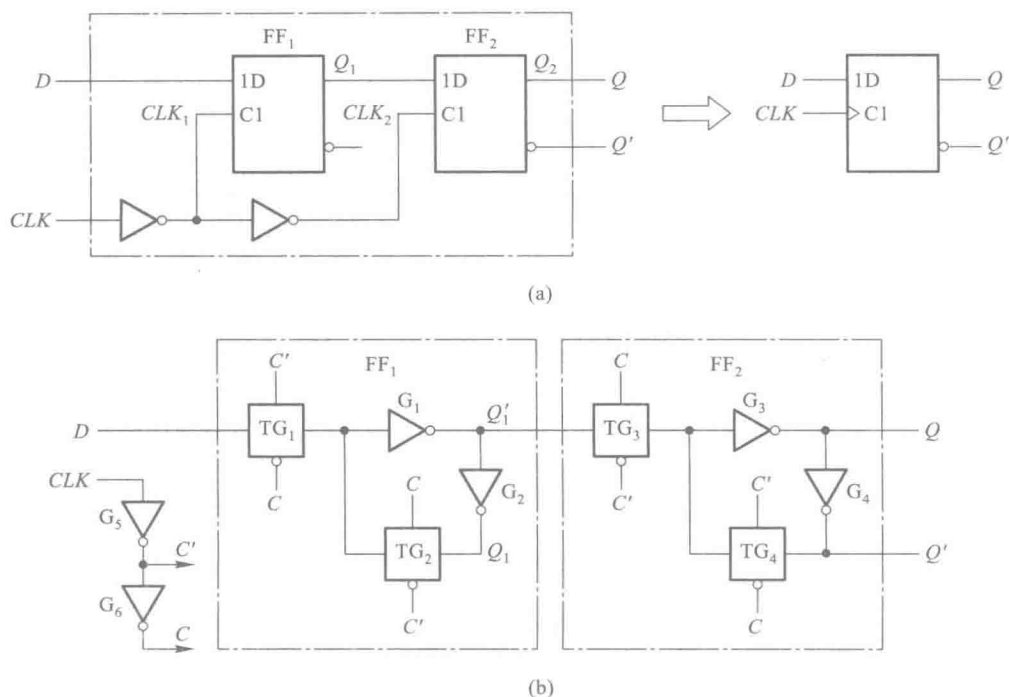 FF1 FF2
D 1D Q1 1D Q2 Q D Q
1D
CLK1 C1 CLK2 C1 CLK C1
Q' Q'
CLK
(a)
C' FF1 C FF2
G1 Q1' G3
D TG1 TG3 Q
CLK C C G2 C' C' G4
G5
C' TG2 Q1 TG4 Q'
G6
C C' C
(b)